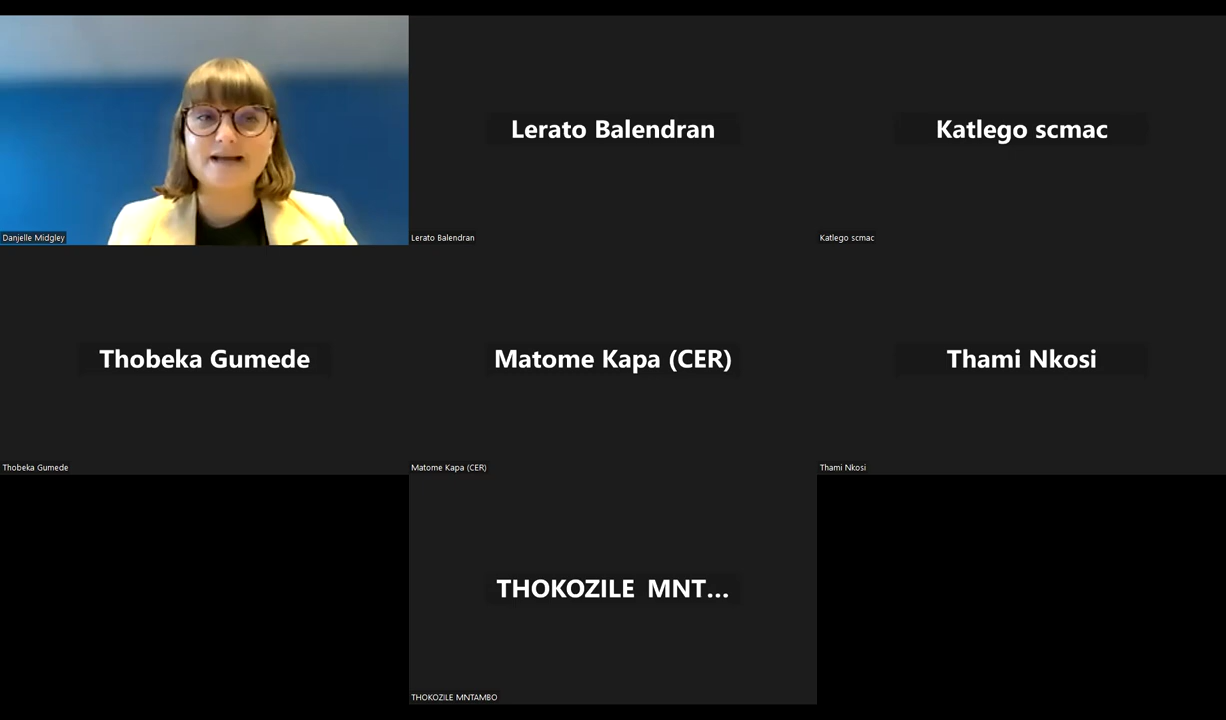 Lerato Balendran
Katlego scmac
Danjelle Midgley
Lerato Balendran
Katlego scmac
Thobeka Gumede
Matome Kapa (CER)
Thami Nkosi
Thobeka Gumede
Matome Kapa (CER)
Thami Nkosi
THOKOZILE MNT...
THOKOZILE MNTAMBO